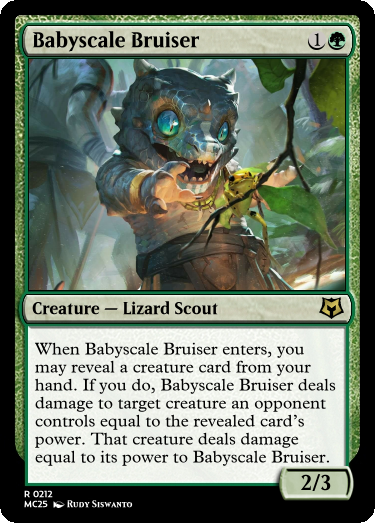 Babyscale Bruiser 1
Creature — Lizard Scout
When Babyscale Bruiser enters, you
may reveal a creature card from your
hand. If you do, Babyscale Bruiser deals
damage to target creature an opponent
controls equal to the revealed card's
power. That creature deals damage
equal to its power to Babyscale Bruiser.
2/3
R 0212
MC25 Rudy Siswanto